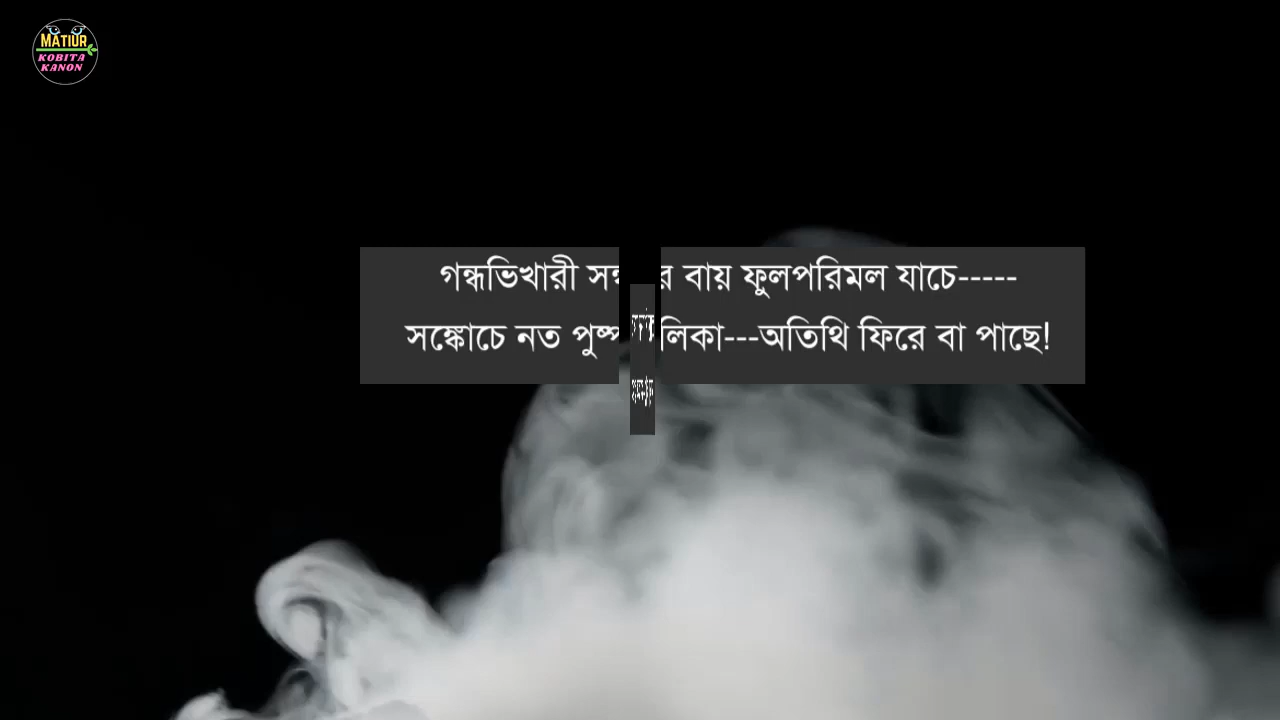 MATIUR
KOBITA
KANON
গন্ধভিখারী বায় ফুলপরিমল যাচে-----
সঙ্কোচে নত অতিথি ফিরে বা পাছে!